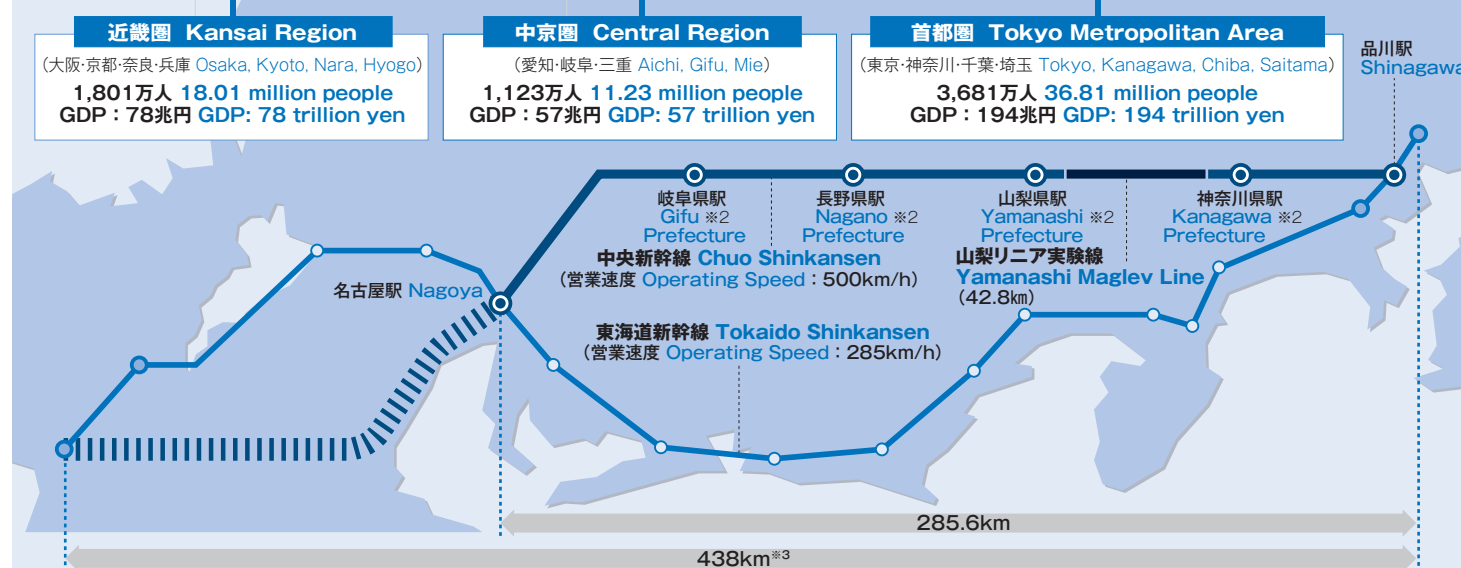 近畿圏 Kansai Region
(大阪・京都・奈良・兵庫 Osaka, Kyoto, Nara, Hyogo)
1,801万人 18.01 million people
GDP：78兆円 GDP: 78 trillion yen
中京圏 Central Region
(愛知・岐阜・三重 Aichi, Gifu, Mie)
1,123万人 11.23 million people
GDP：57兆円 GDP: 57 trillion yen
首都圏 Tokyo Metropolitan Area
(東京・神奈川・千葉・埼玉 Tokyo, Kanagawa, Chiba, Saitama)
3,681万人 36.81 million people
GDP：194兆円 GDP: 194 trillion yen
品川駅
Shinagawa
岐阜県駅
Gifu ※2
Prefecture
長野県駅
Nagano ※2
Prefecture
山梨県駅
Yamanashi ※2
Prefecture
神奈川県駅
Kanagawa ※2
Prefecture
中央新幹線 Chuo Shinkansen
(営業速度 Operating Speed：500km/h)
山梨リニア実験線
Yamanashi Maglev Line
(42.8km)
名古屋駅 Nagoya
東海道新幹線 Tokaido Shinkansen
(営業速度 Operating Speed：285km/h)
285.6km
438km※3